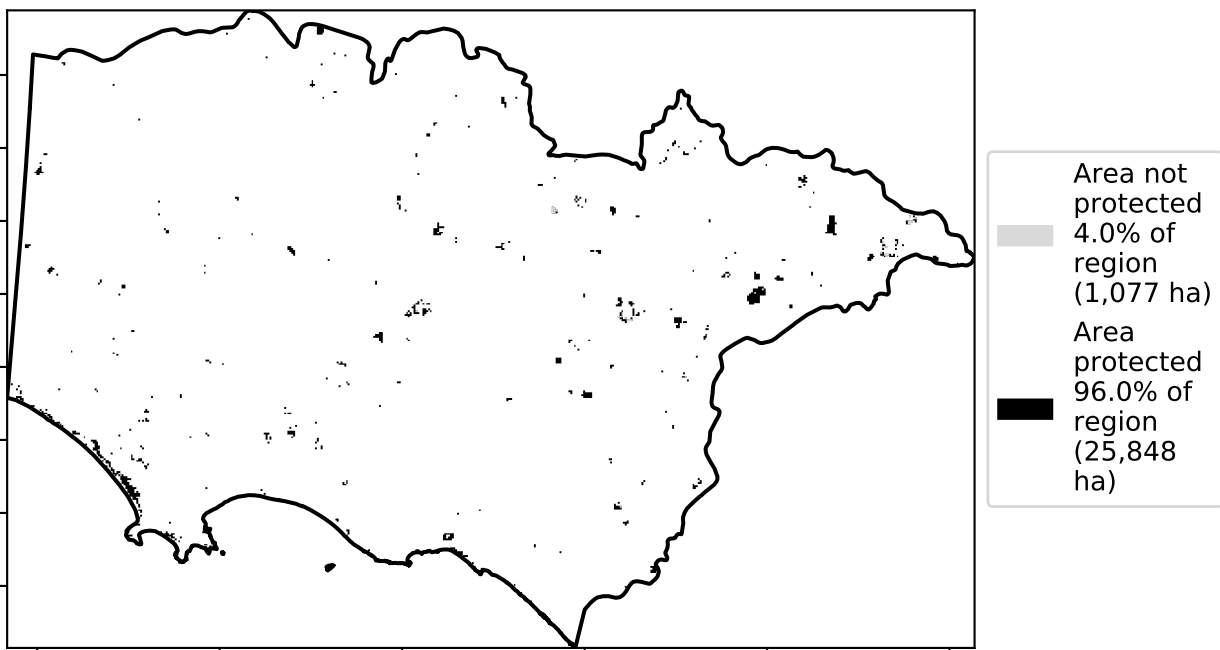 Area not
protected
4.0% of
region
(1,077 ha)
Area
protected
96.0% of
region
(25,848
ha)